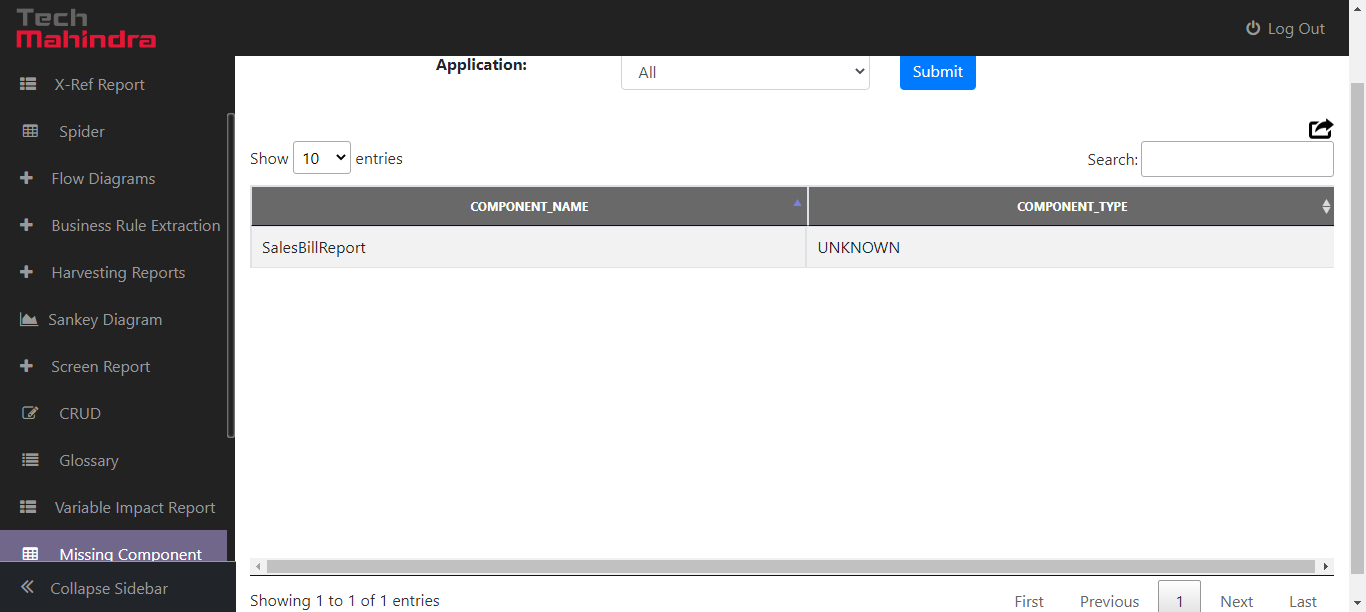 Tech
Mahindra
Log Out
X-Ref Report
Spider
Flow Diagrams
Business Rule Extraction
Harvesting Reports
Sankey Diagram
Screen Report
CRUD
Glossary
Variable Impact Report
Missing Component
Collapse Sidebar
Application: All Submit
Show 10 entries Search:
COMPONENT_NAME COMPONENT_TYPE
SalesBillReport UNKNOWN
Showing 1 to 1 of 1 entries First Previous 1 Next Last